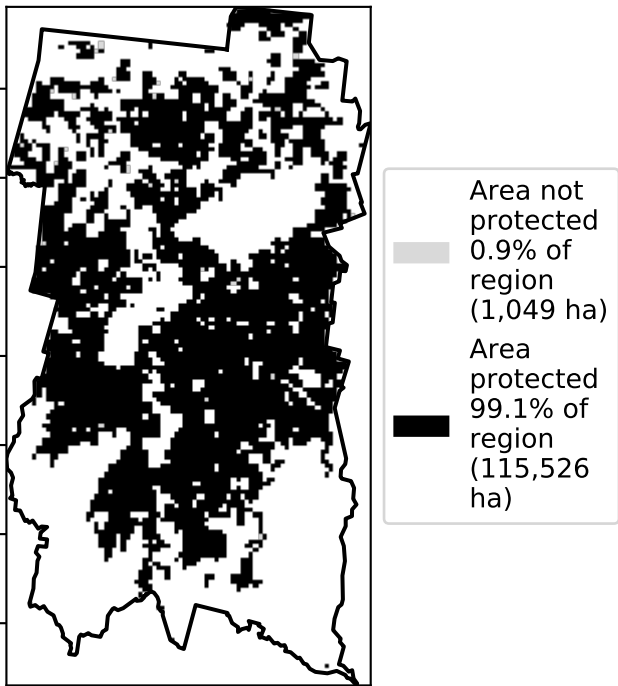 Area not
protected
0.9% of
region
(1,049 ha)
Area
protected
99.1% of
region
(115,526
ha)